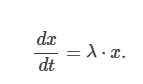 dx/dt = λ · x.